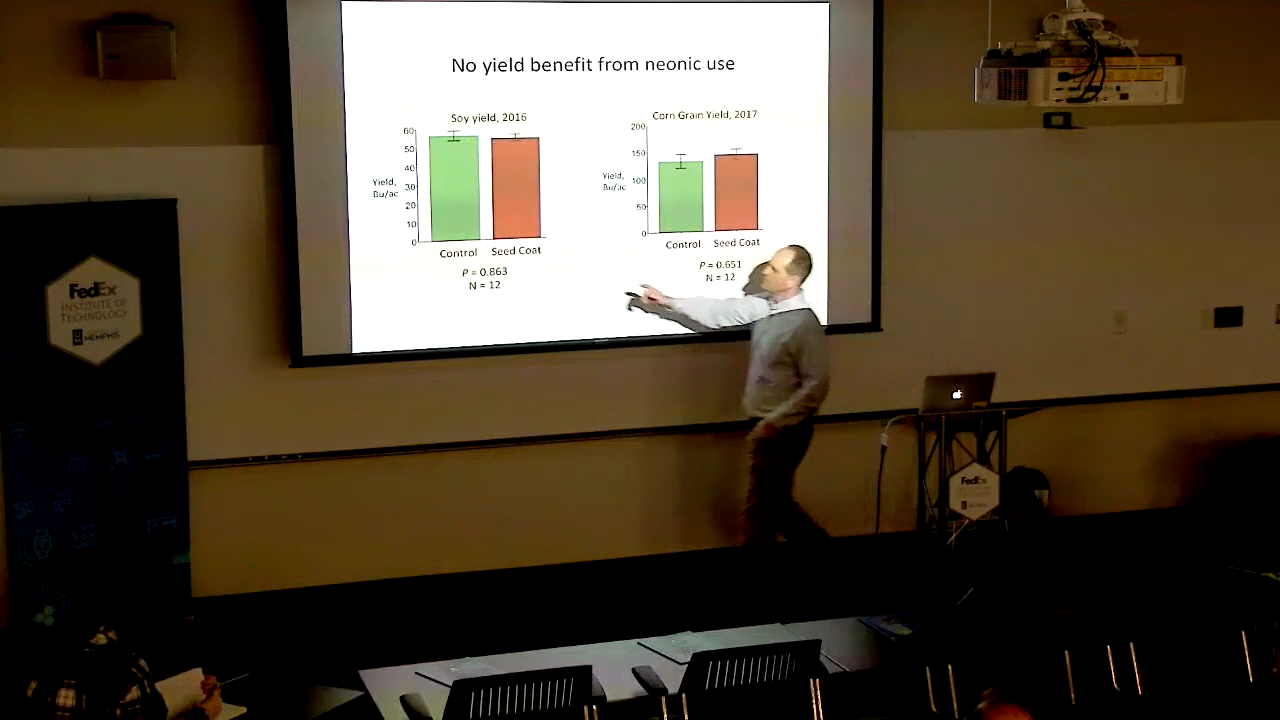 No yield benefit from neonic use
Soy yield, 2016
60
50
40
30
20
10
0
Yield,
Bu/ac
Control
Seed Coat
P = 0.863
N = 12
Corn Grain Yield, 2017
200
150
100
50
0
Yield,
Bu/ac
Control
Seed Coat
P = 0.651
N = 12
FedEx
INSTITUTE OF
TECHNOLOGY
MEMPHIS
FedEx